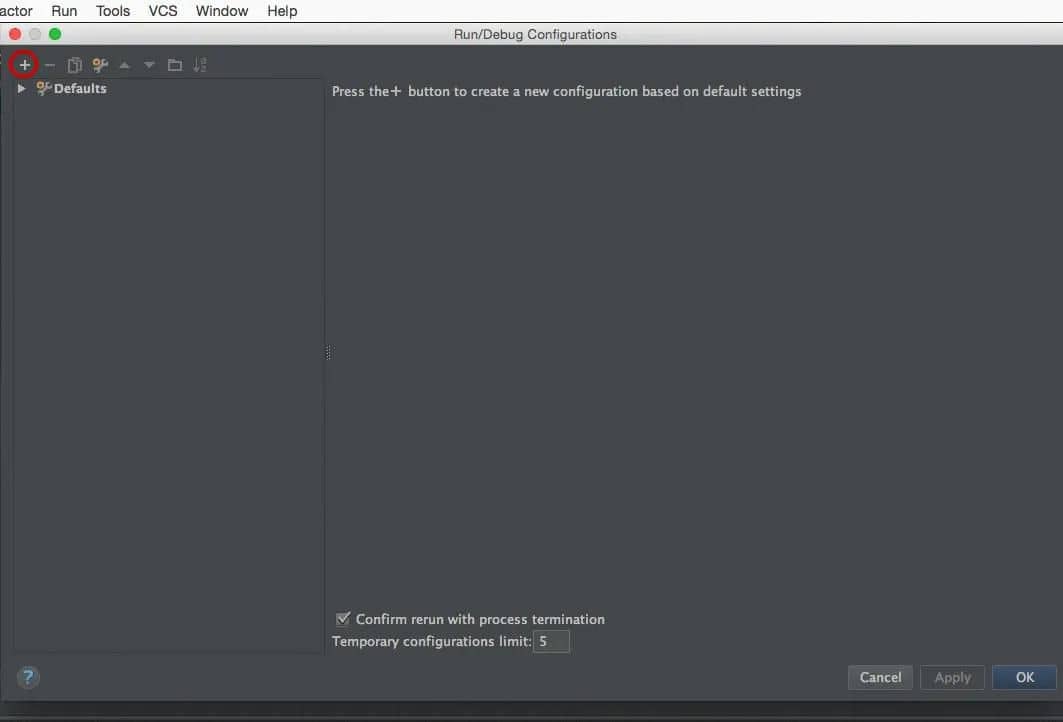 actor Run Tools VCS Window Help
Run/Debug Configurations
Defaults
Press the + button to create a new configuration based on default settings
Confirm rerun with process termination
Temporary configurations limit: 5
? Cancel Apply OK